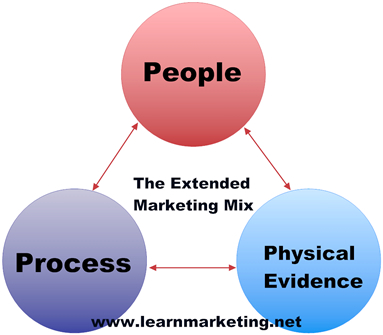 People
The Extended
Marketing Mix
Process
Physical
Evidence
www.learnmarketing.net